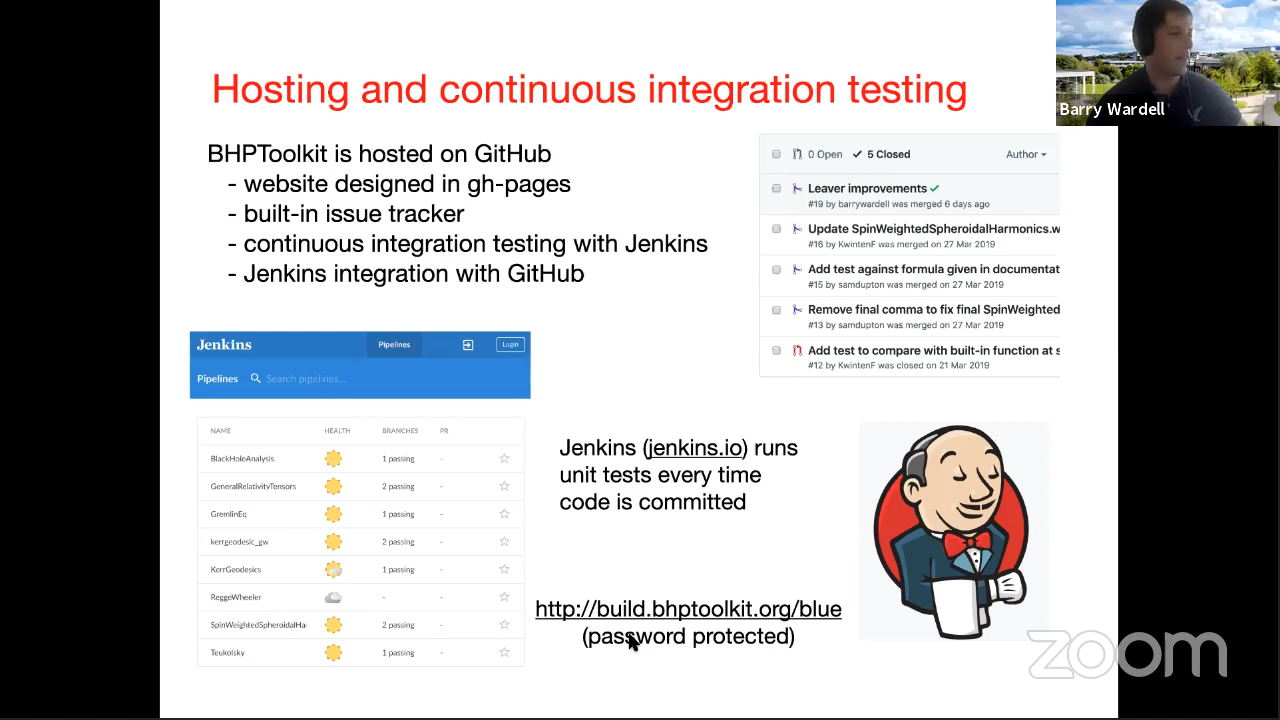 Hosting and continuous integration testing
Barry Wardell
BHPToolkit is hosted on GitHub
- website designed in gh-pages
- built-in issue tracker
- continuous integration testing with Jenkins
- Jenkins integration with GitHub
0 Open 5 Closed Author
Leaver improvements
#19 by barrywardell was merged 6 days ago
Update SpinWeightedSpheroidalHarmonics.w
#16 by KwintenF was merged on 27 Mar 2019
Add test against formula given in documentat
#15 by samdupton was merged on 27 Mar 2019
Remove final comma to fix final SpinWeighted
#13 by samdupton was merged on 27 Mar 2019
Add test to compare with built-in function at s
#12 by KwintenF was closed on 21 Mar 2019
Jenkins Pipelines Login
Pipelines Search pipelines...
NAME HEALTH BRANCHES PR
BlackHoleAnalysis 1 passing -
GeneralRelativityTensors 2 passing -
GremlinEq 1 passing -
kerrgeodesic_gw 2 passing -
KerrGeodesics 1 passing -
ReggeWheeler - -
SpinWeightedSpheroidalHa 2 passing -
Teukolsky 1 passing -
Jenkins (jenkins.io) runs
unit tests every time
code is committed
http://build.bhptoolkit.org/blue
(password protected)
zoom